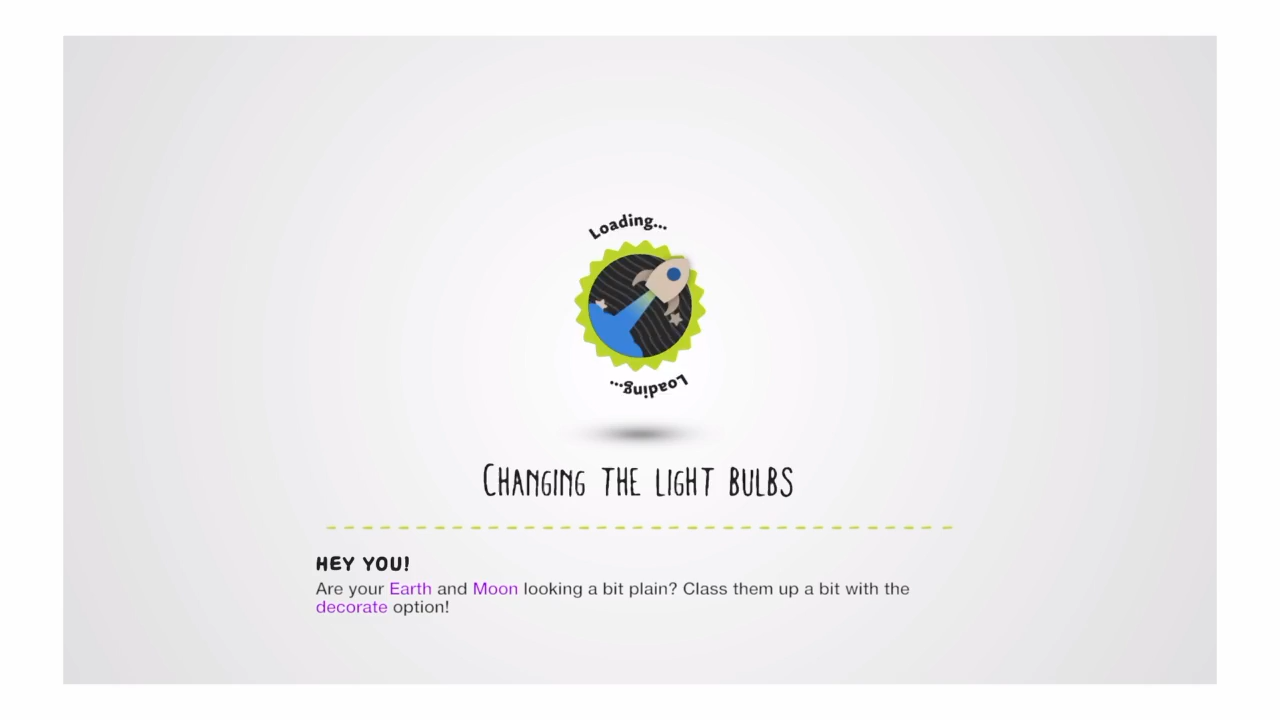 Loading...
Loading...
CHANGING THE LIGHT BULBS
HEY YOU!
Are your Earth and Moon looking a bit plain? Class them up a bit with the
decorate option!